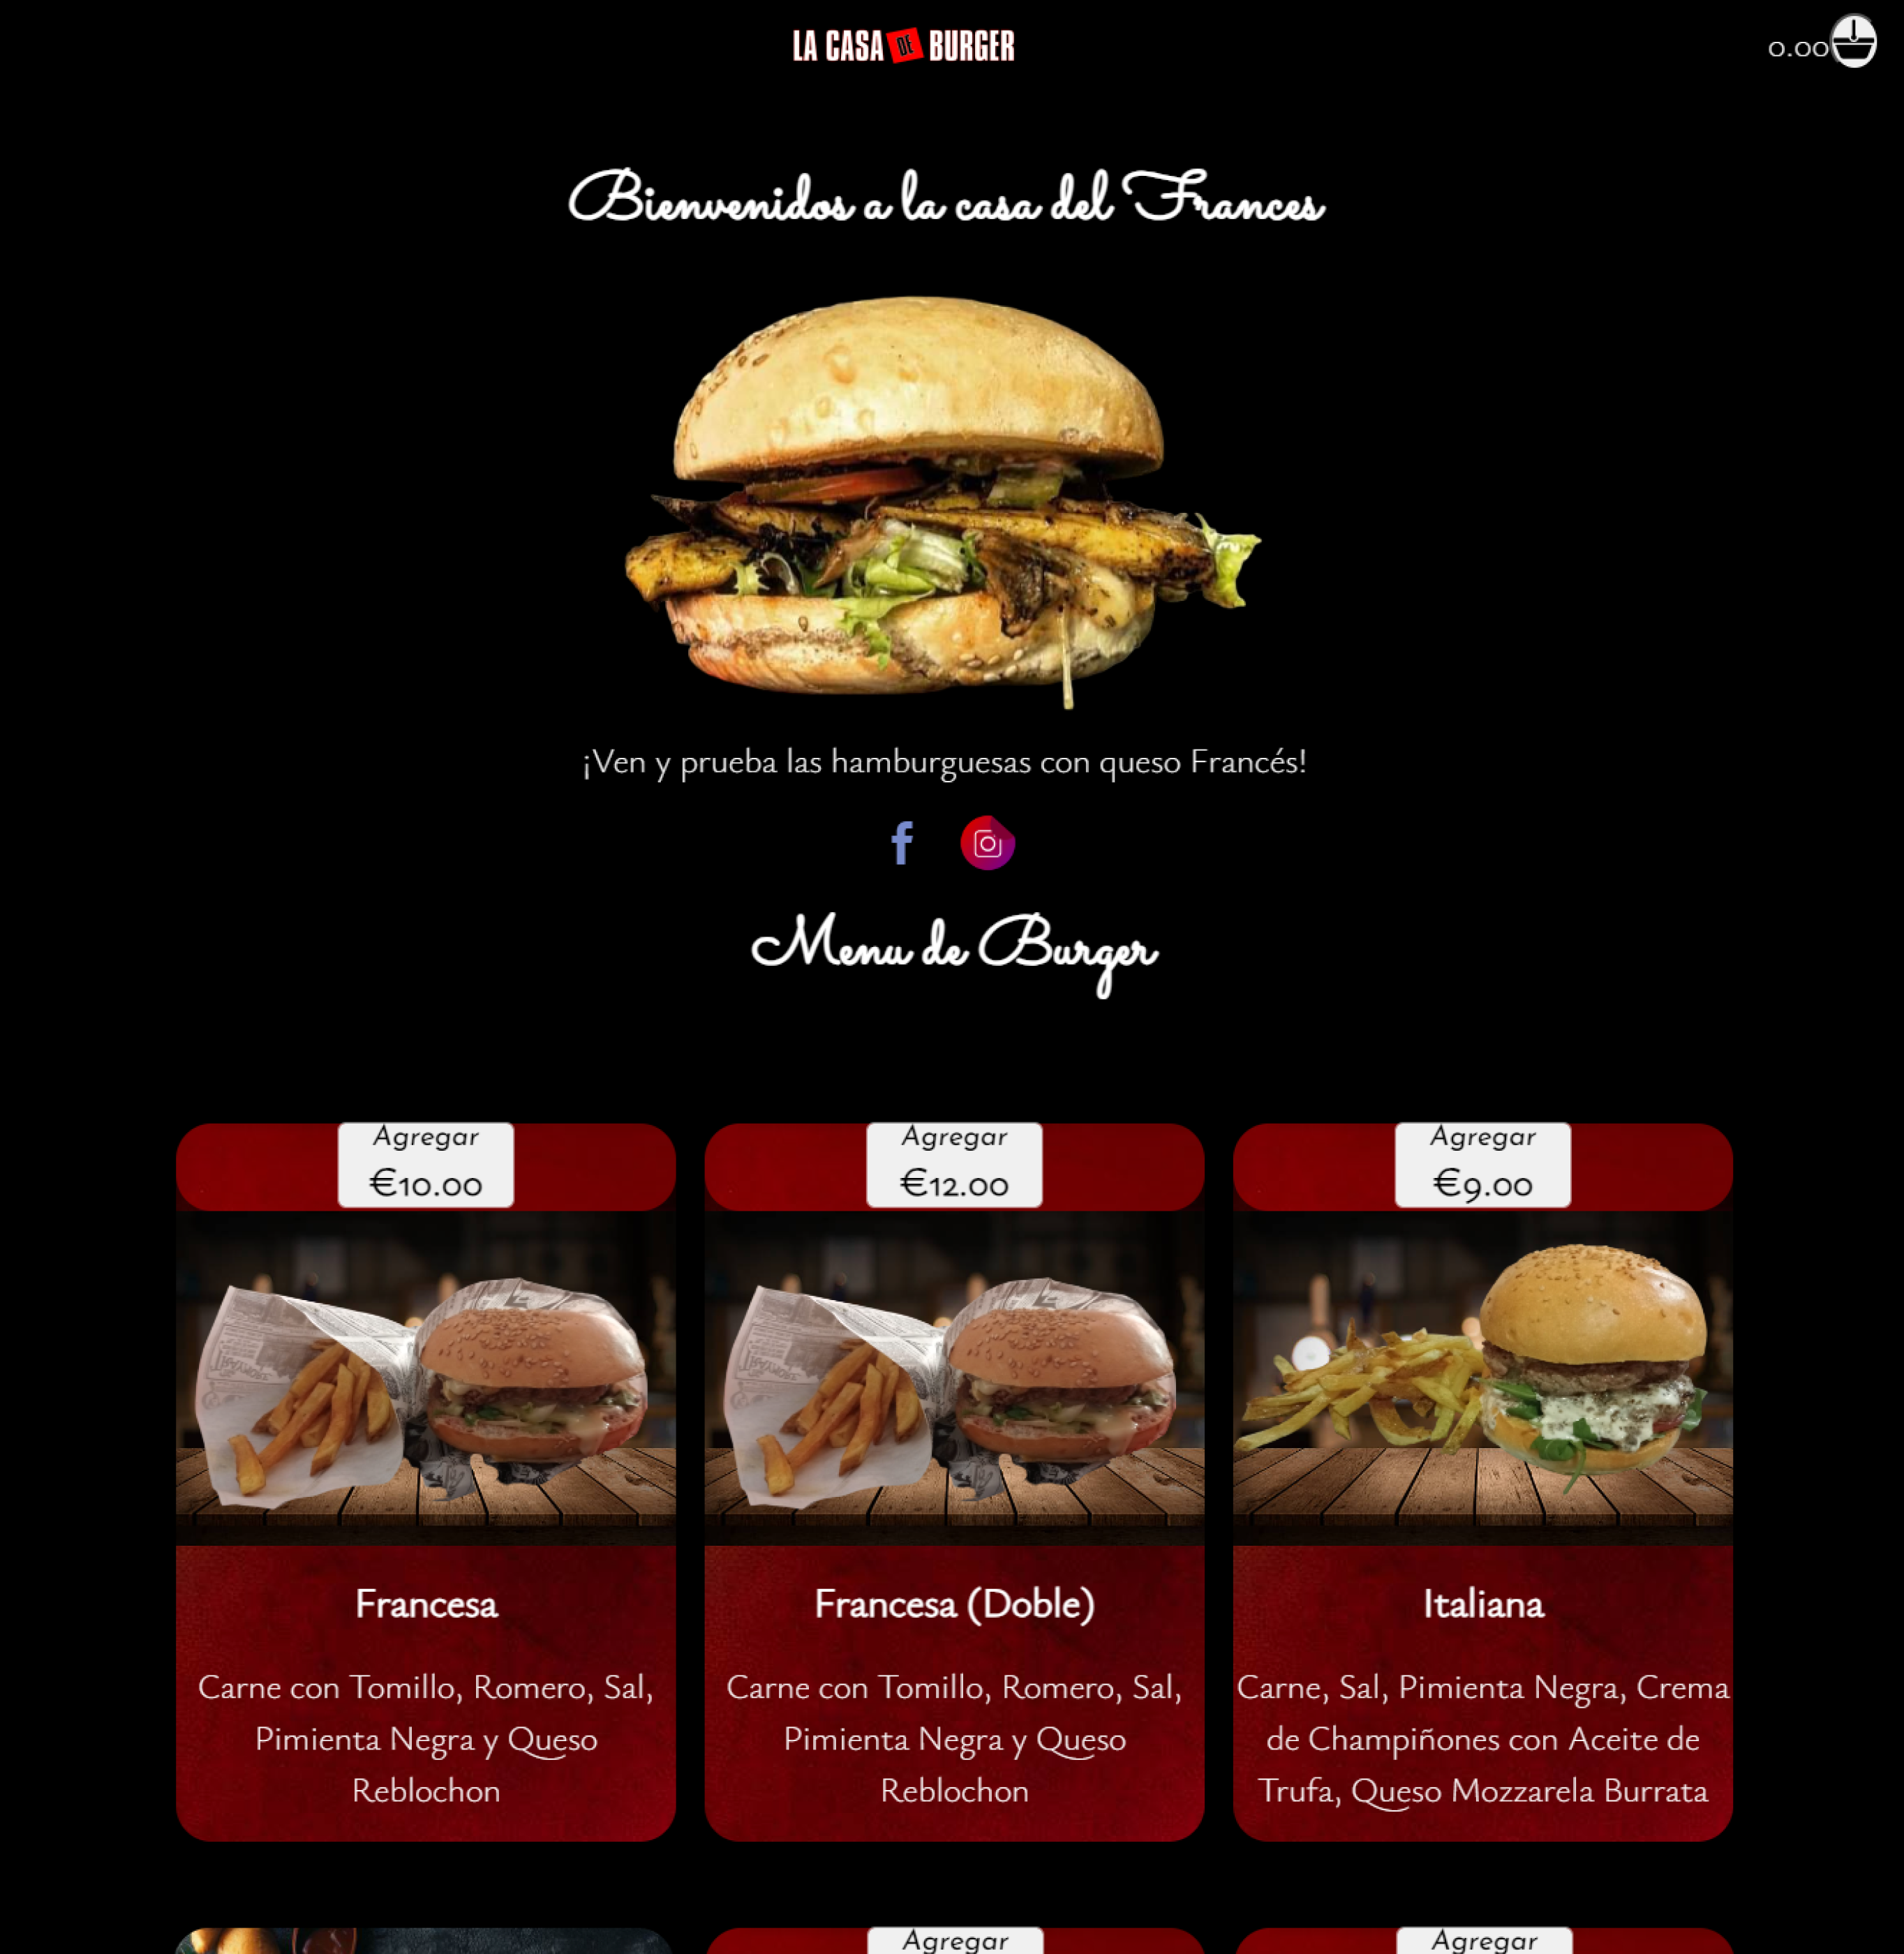 LA CASA DE BURGER
0.00
Bienvenidos a la casa del Frances
¡Ven y prueba las hamburguesas con queso Francés!
f
Menu de Burger
Agregar
€10.00
Agregar
€12.00
Agregar
€9.00
Francesa
Carne con Tomillo, Romero, Sal,
Pimienta Negra y Queso
Reblochon
Francesa (Doble)
Carne con Tomillo, Romero, Sal,
Pimienta Negra y Queso
Reblochon
Italiana
Carne, Sal, Pimienta Negra, Crema
de Champiñones con Aceite de
Trufa, Queso Mozzarela Burrata
Agregar
Agregar